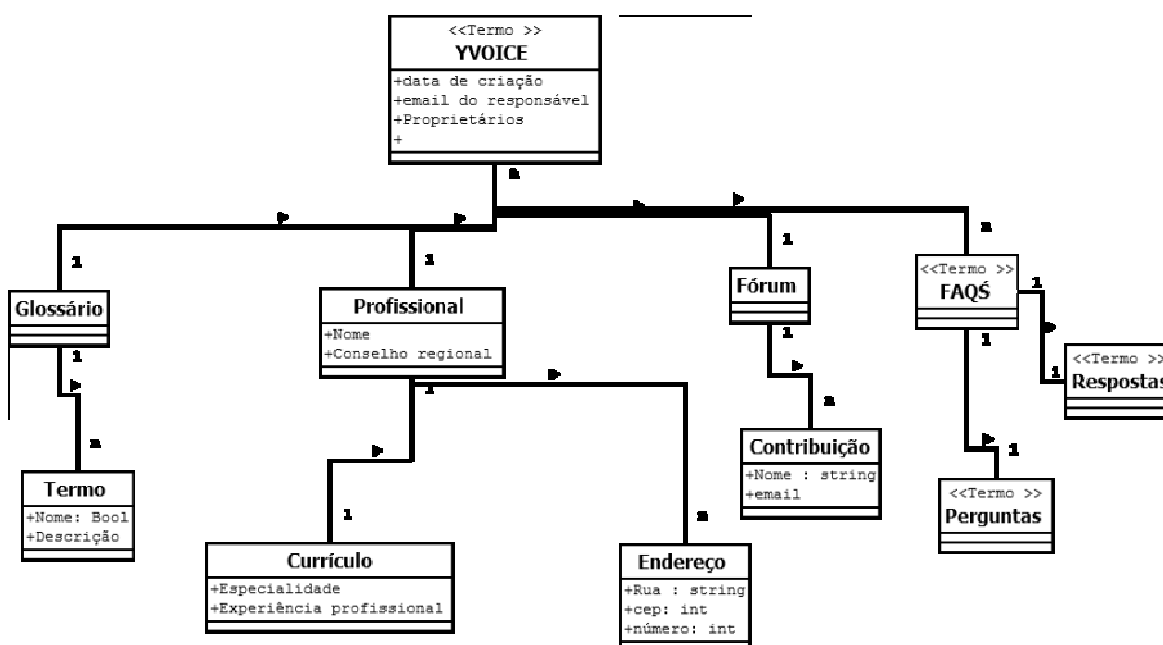 <<Termo >>
YVOICE
+data de criação
+email do responsável
+Proprietários
+
n
1
1
1
n
Glossário
1
Profissional
+Nome
+Conselho regional
1
Fórum
1
<<Termo >>
FAQŚ
1
1
<<Termo >>
Respostas
1
n
Termo
+Nome: Bool
+Descrição
1
Currículo
+Especialidade
+Experiência profissional
n
Endereço
+Rua : string
+cep: int
+número: int
n
Contribuição
+Nome : string
+email
1
<<Termo >>
Perguntas